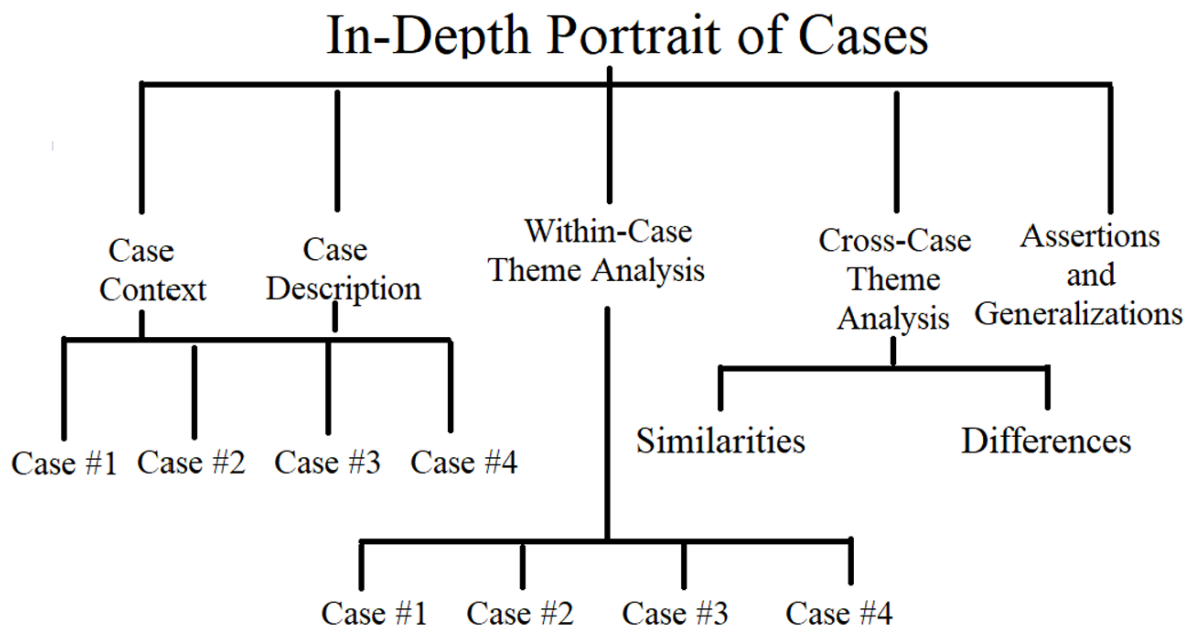 In-Depth Portrait of Cases
Case
Context
Case
Description
Within-Case
Theme Analysis
Cross-Case
Theme
Analysis
Assertions
and
Generalizations
Case #1
Case #2
Case #3
Case #4
Similarities
Differences
Case #1
Case #2
Case #3
Case #4